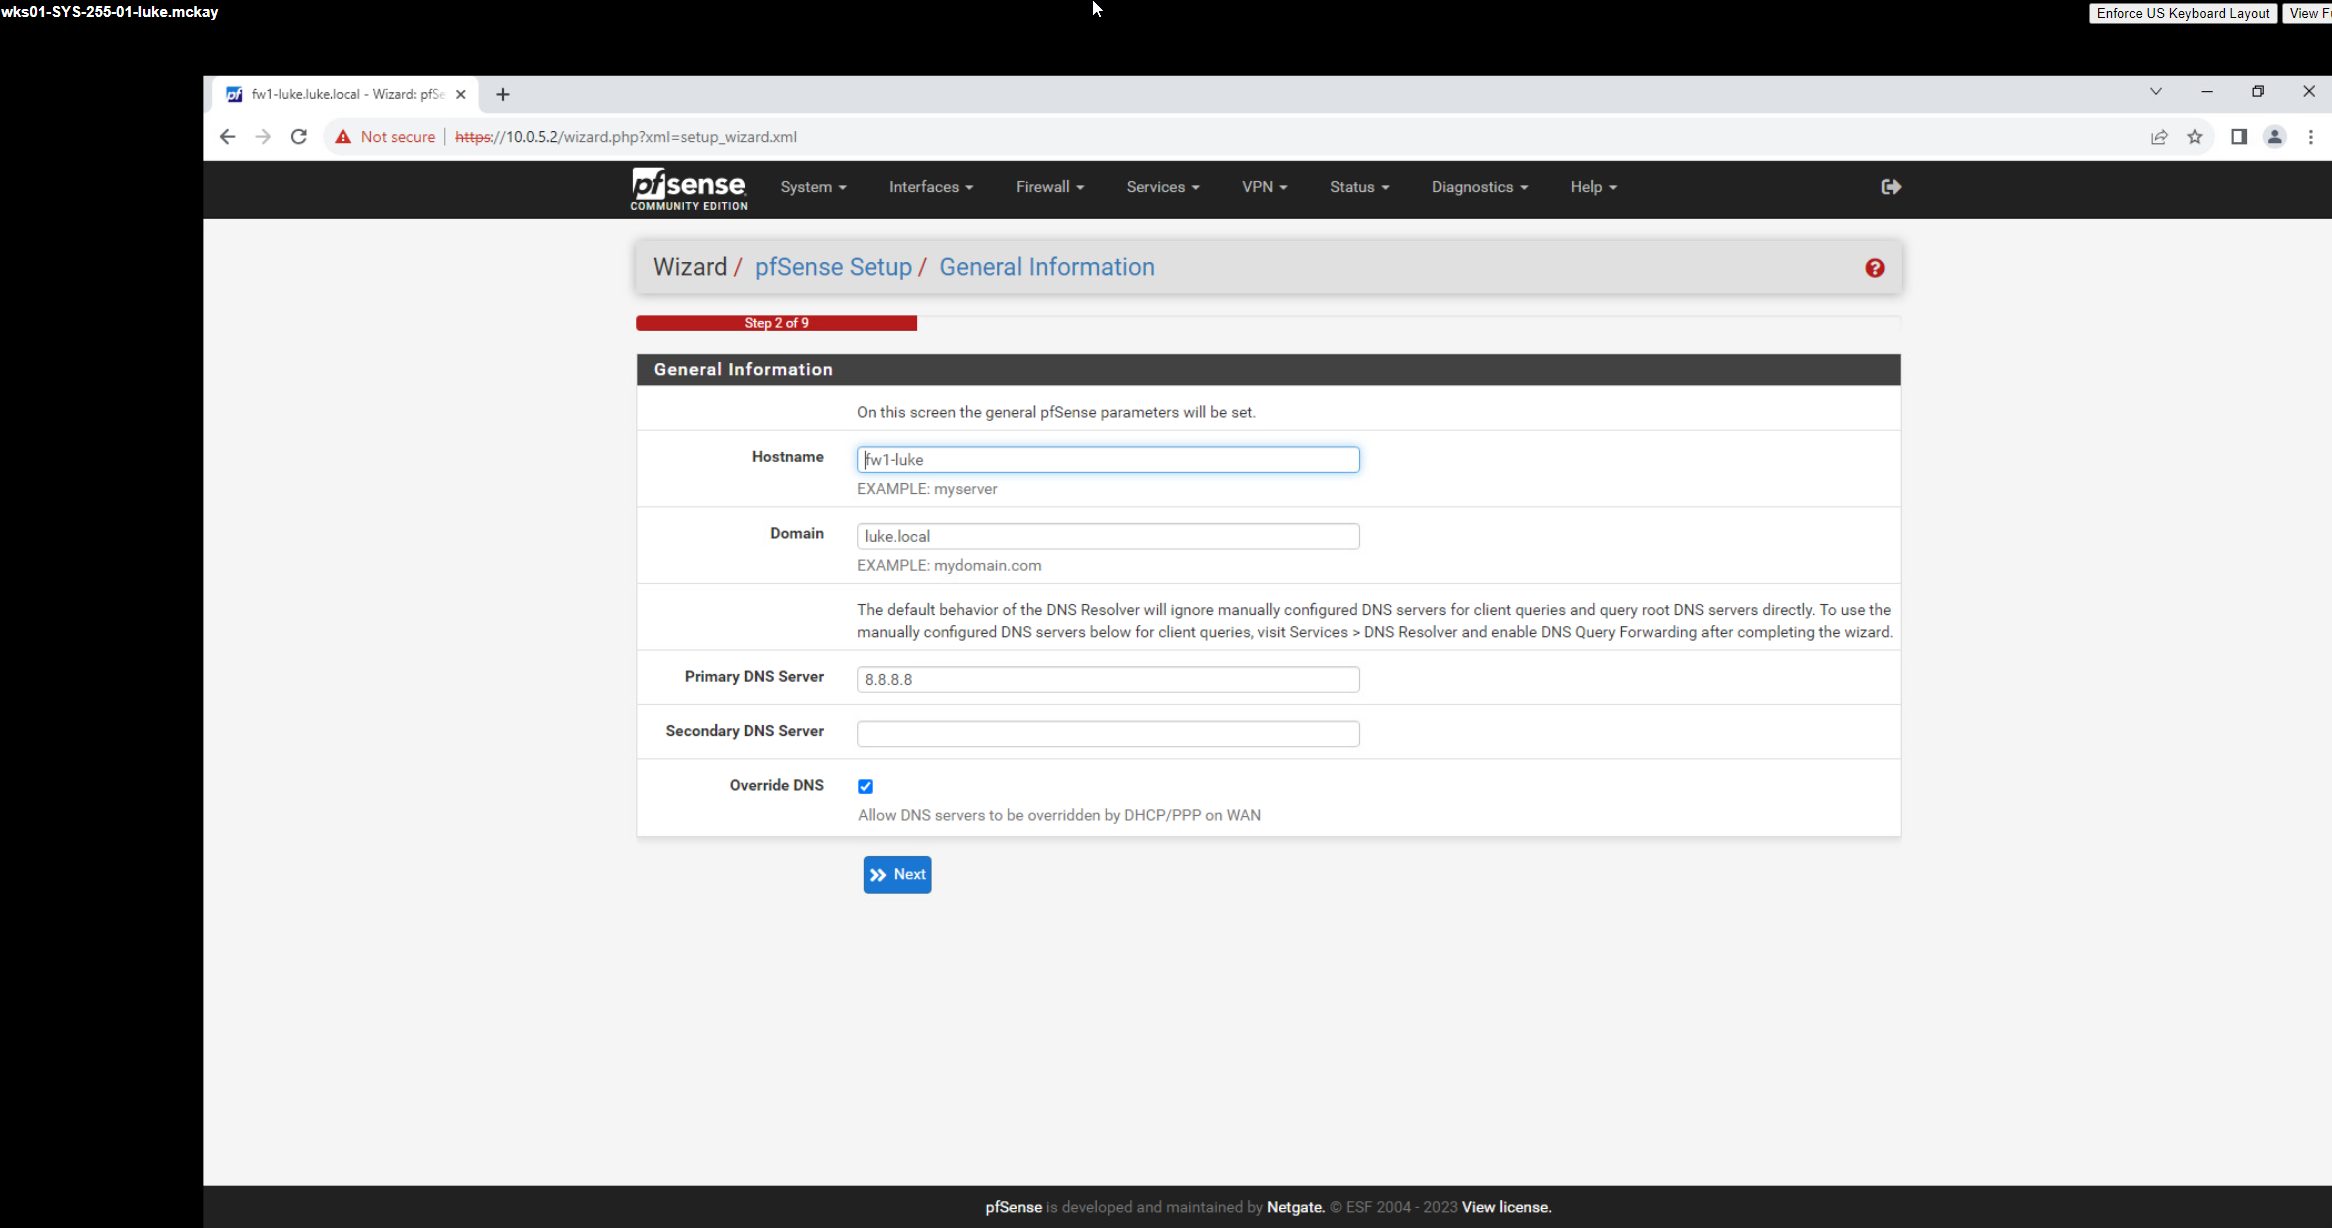 wks01-SYS-255-01-luke.mckay
Enforce US Keyboard Layout
View F
fw1-luke.luke.local - Wizard: pfSe
Not secure
https://10.0.5.2/wizard.php?xml=setup_wizard.xml
pfsense
COMMUNITY EDITION
System
Interfaces
Firewall
Services
VPN
Status
Diagnostics
Help
Wizard / pfSense Setup / General Information
Step 2 of 9
General Information
On this screen the general pfSense parameters will be set.
Hostname
fw1-luke
EXAMPLE: myserver
Domain
luke.local
EXAMPLE: mydomain.com
The default behavior of the DNS Resolver will ignore manually configured DNS servers for client queries and query root DNS servers directly. To use the
manually configured DNS servers below for client queries, visit Services > DNS Resolver and enable DNS Query Forwarding after completing the wizard.
Primary DNS Server
8.8.8.8
Secondary DNS Server
Override DNS
Allow DNS servers to be overridden by DHCP/PPP on WAN
Next
pfSense is developed and maintained by Netgate. © ESF 2004 - 2023 View license.